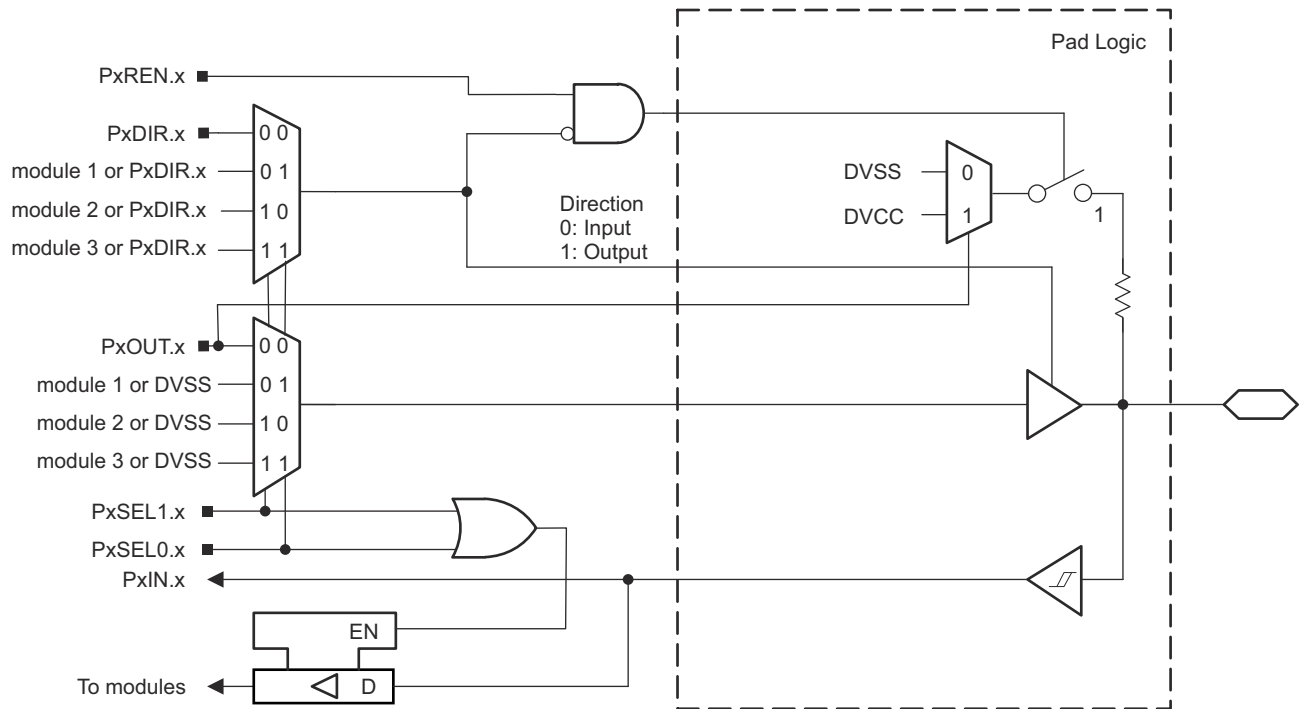 Pad Logic
PxREN.x
PxDIR.x
0 0
module 1 or PxDIR.x
0 1
module 2 or PxDIR.x
1 0
module 3 or PxDIR.x
1 1
Direction
0: Input
1: Output
DVSS
0
DVCC
1
1
PxOUT.x
0 0
module 1 or DVSS
0 1
module 2 or DVSS
1 0
module 3 or DVSS
1 1
PxSEL1.x
PxSEL0.x
PxIN.x
EN
To modules
D